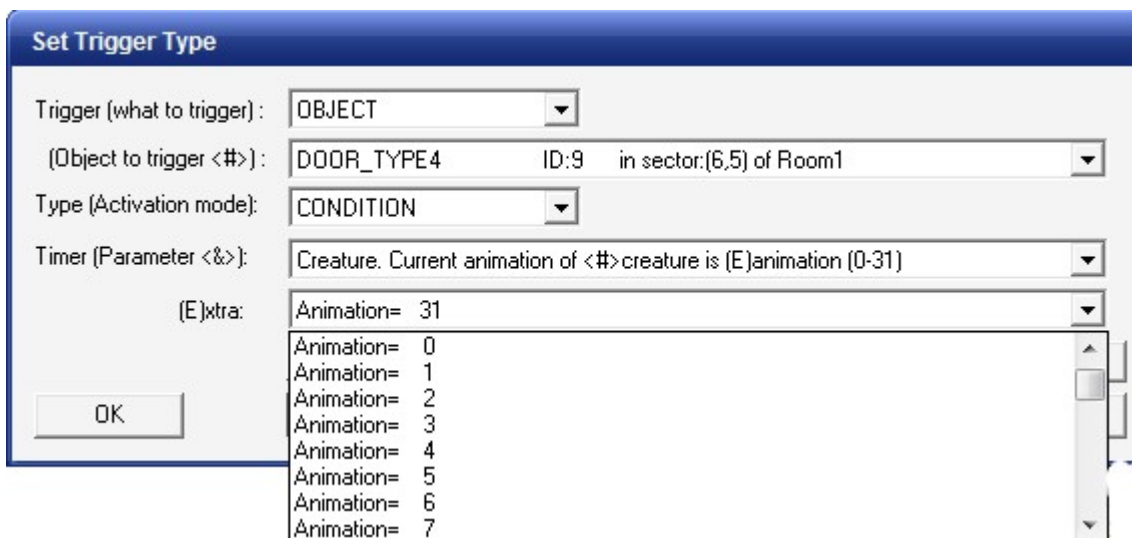 Set Trigger Type
Trigger (what to trigger) : OBJECT
(Object to trigger <#>) : DOOR_TYPE4 ID:9 in sector:(6,5) of Room1
Type (Activation mode): CONDITION
Timer (Parameter <&>): Creature. Current animation of <#>creature is (E)animation (0-31)
(E)xtra: Animation= 31
Animation= 0
Animation= 1
Animation= 2
OK
Animation= 3
Animation= 4
Animation= 5
Animation= 6
Animation= 7